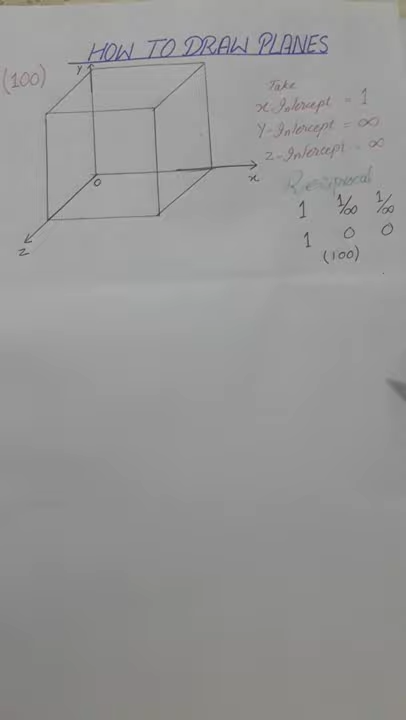 HOW TO DRAW PLANES
(100)
Y
O
x
Z
Take
x-Intercept = 1
Y-Intercept = ∞
Z-Intercept = ∞
Reciprocal
1 1/∞ 1/∞
1 0 0
(100)